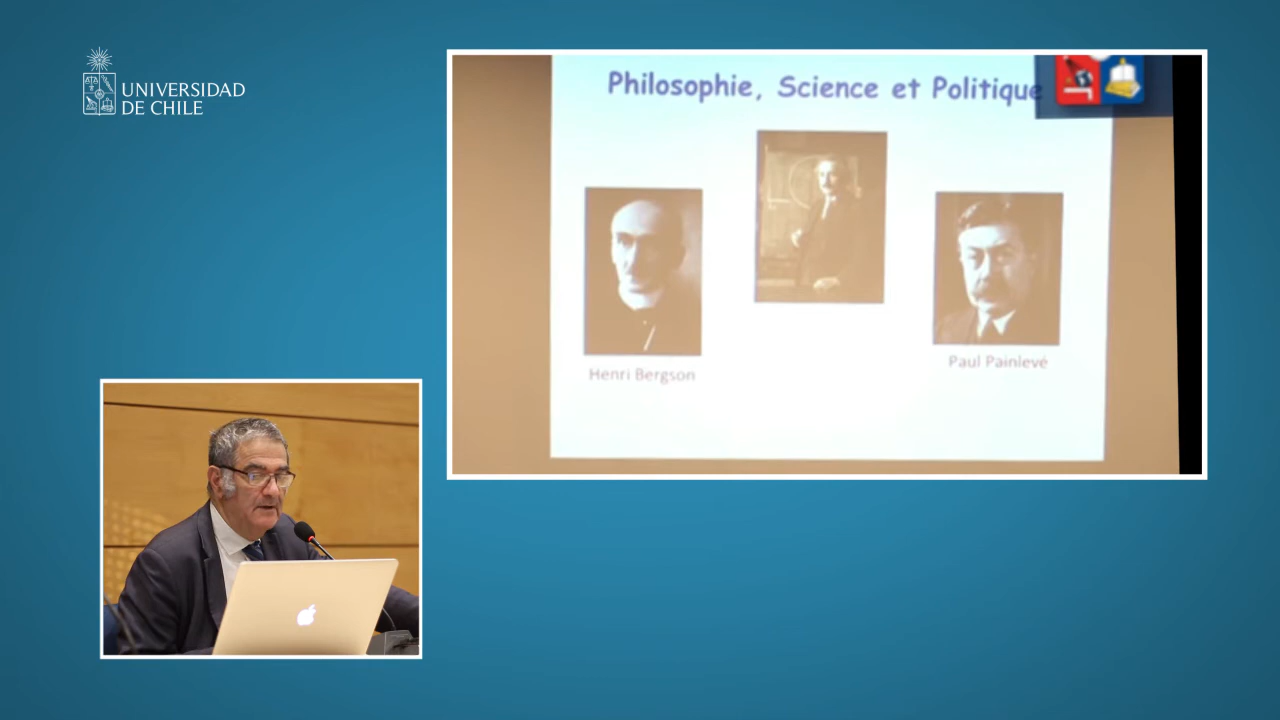 UNIVERSIDAD
DE CHILE
Philosophie, Science et Politique
Henri Bergson
Paul Painlevé